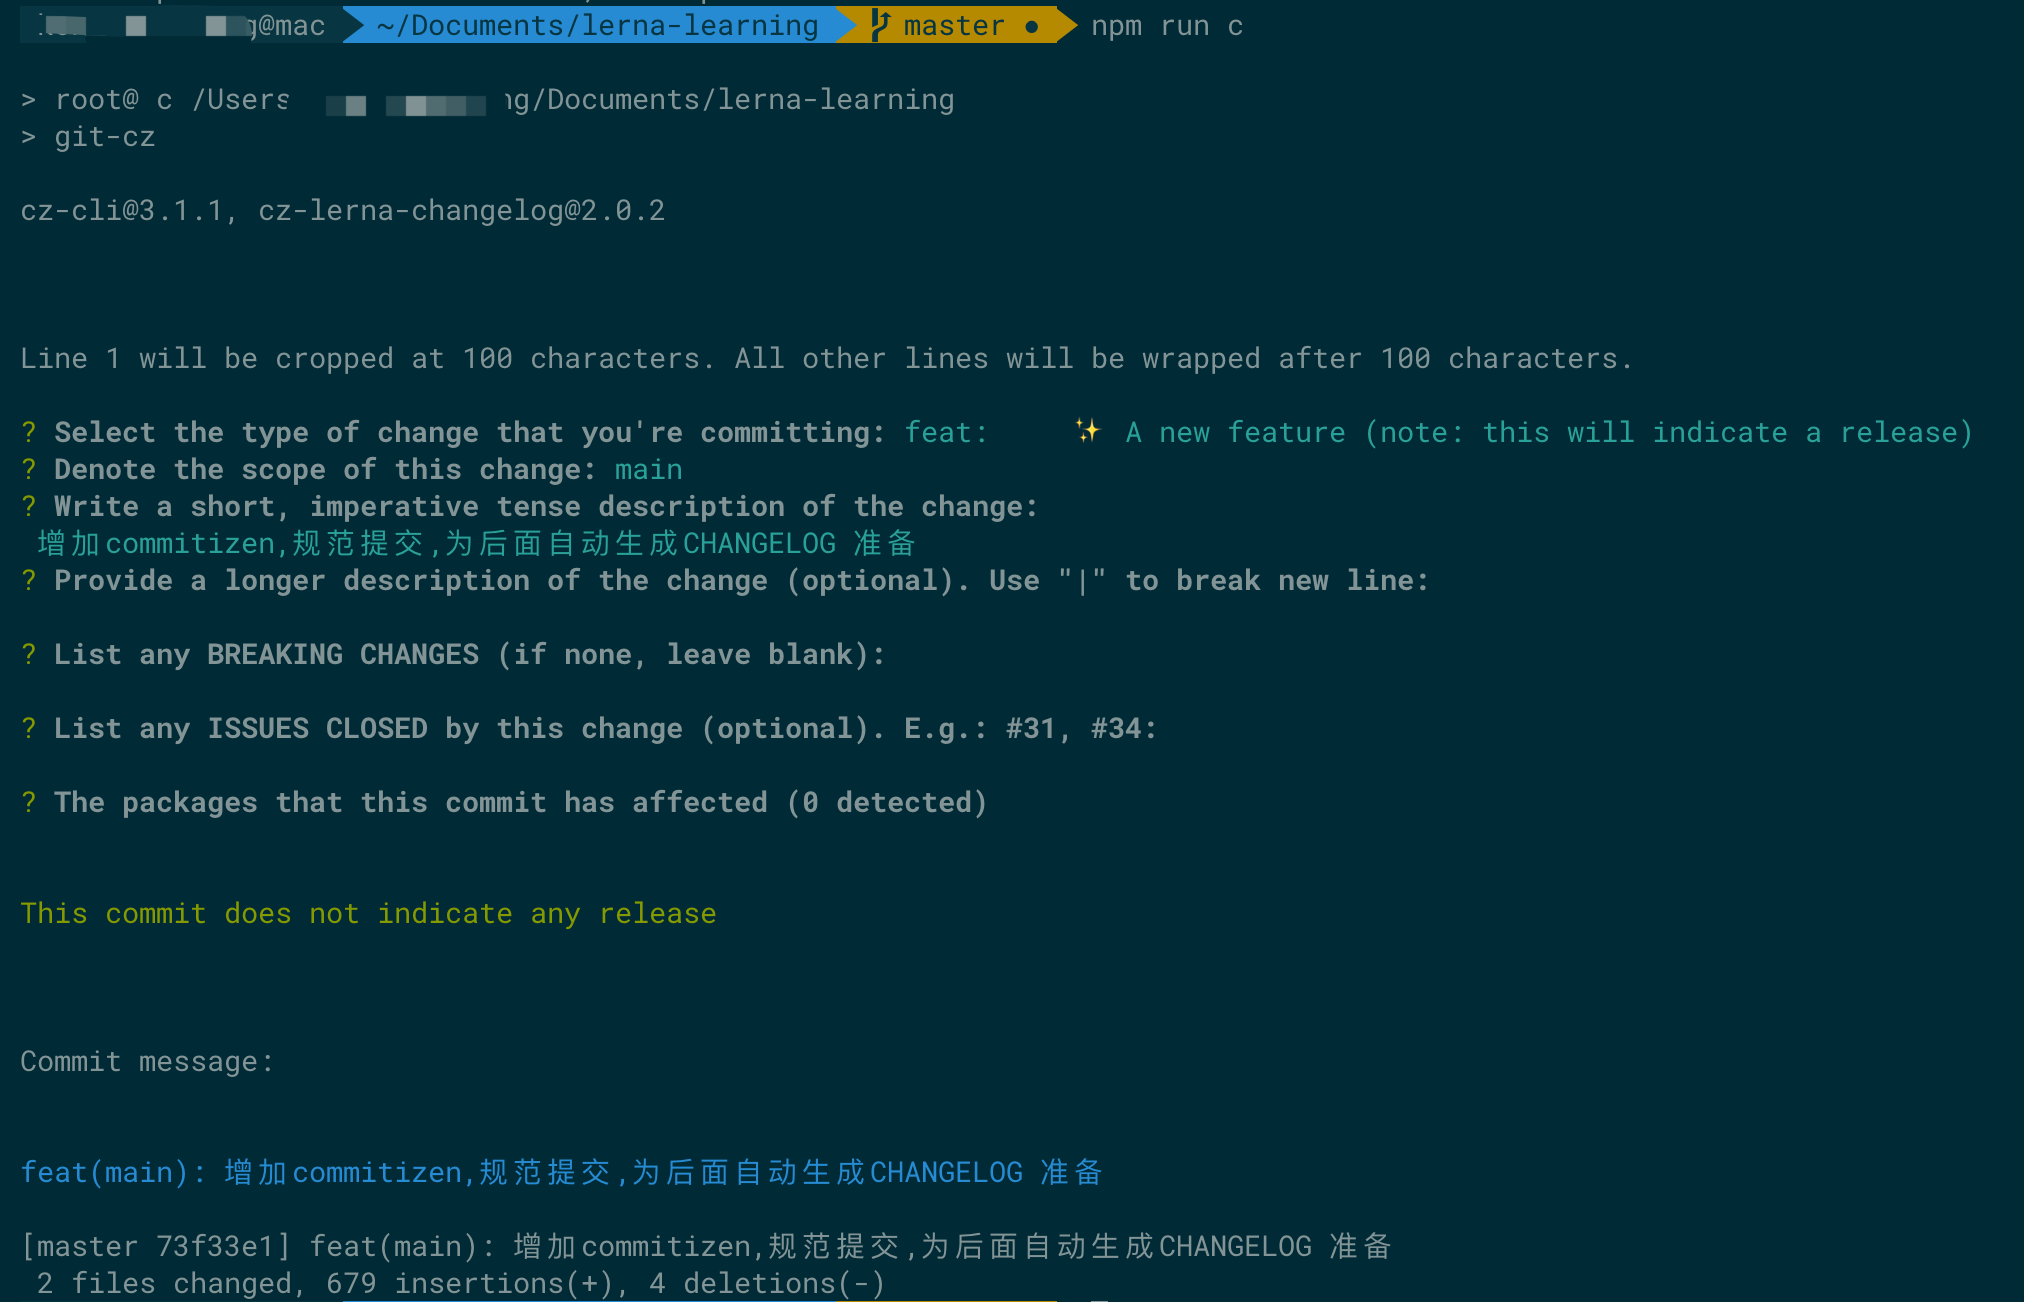 g@mac ~/Documents/lerna-learning master ● npm run c
> root@ c /Users ng/Documents/lerna-learning
> git-cz
cz-cli@3.1.1, cz-lerna-changelog@2.0.2
Line 1 will be cropped at 100 characters. All other lines will be wrapped after 100 characters.
? Select the type of change that you're committing: feat: ✨ A new feature (note: this will indicate a release)
? Denote the scope of this change: main
? Write a short, imperative tense description of the change:
增加commitizen,规范提交,为后面自动生成CHANGELOG 准备
? Provide a longer description of the change (optional). Use "|" to break new line:
? List any BREAKING CHANGES (if none, leave blank):
? List any ISSUES CLOSED by this change (optional). E.g.: #31, #34:
? The packages that this commit has affected (0 detected)
This commit does not indicate any release
Commit message:
feat(main): 增加commitizen,规范提交,为后面自动生成CHANGELOG 准备
[master 73f33e1] feat(main): 增加commitizen,规范提交,为后面自动生成CHANGELOG 准备
2 files changed, 679 insertions(+), 4 deletions(-)